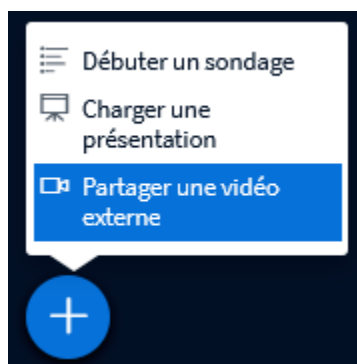 Débuter un sondage
Charger une
présentation
Partager une vidéo
externe